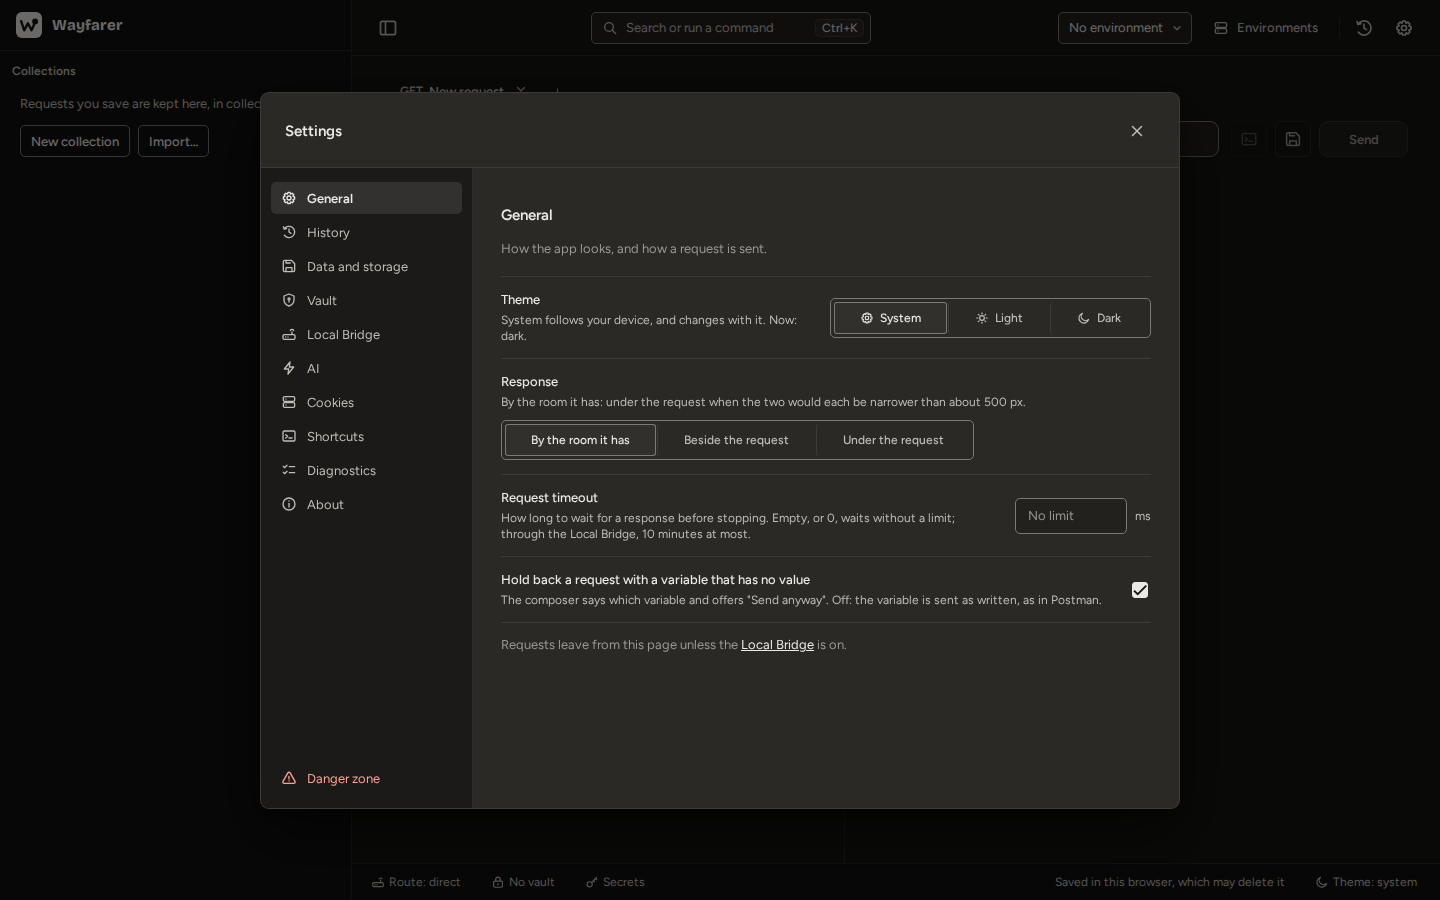 Wayfarer
Search or run a command
Ctrl+K
No environment
Environments
Collections
Requests you save are kept here, in collec
New collection
Import...
GET New request
Send
Settings
General
History
Data and storage
Vault
Local Bridge
AI
Cookies
Shortcuts
Diagnostics
About
Danger zone
General
How the app looks, and how a request is sent.
Theme
System follows your device, and changes with it. Now:
dark.
System
Light
Dark
Response
By the room it has: under the request when the two would each be narrower than about 500 px.
By the room it has
Beside the request
Under the request
Request timeout
How long to wait for a response before stopping. Empty, or 0, waits without a limit;
through the Local Bridge, 10 minutes at most.
No limit
ms
Hold back a request with a variable that has no value
The composer says which variable and offers "Send anyway". Off: the variable is sent as written, as in Postman.
Requests leave from this page unless the Local Bridge is on.
Route: direct
No vault
Secrets
Saved in this browser, which may delete it
Theme: system